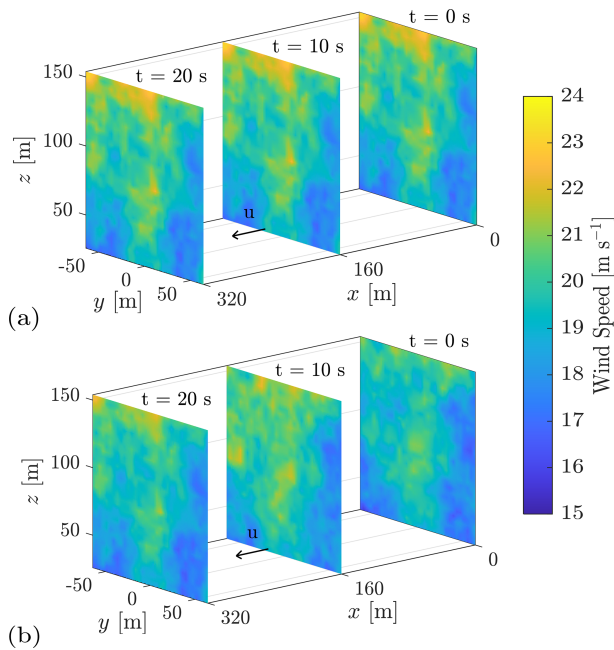 t = 0 s
t = 10 s
t = 20 s
150
100
50
z [m]
u
-50
0
50
y [m]
320
160
0
x [m]
(a)
24
23
22
21
20
19
18
17
16
15
Wind Speed [m s⁻¹]
t = 0 s
t = 10 s
t = 20 s
150
100
50
z [m]
u
-50
0
50
y [m]
320
160
0
x [m]
(b)